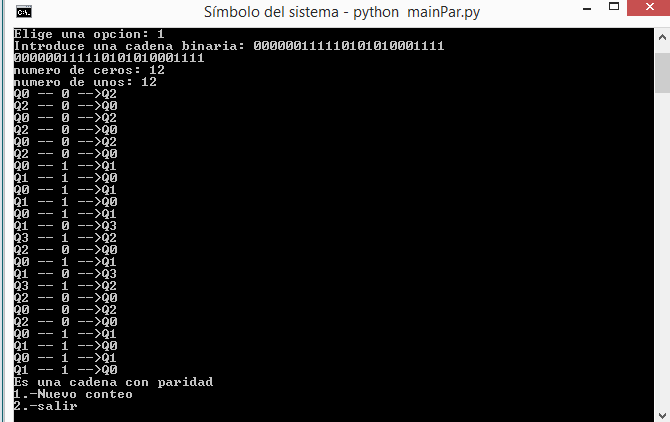 Símbolo del sistema - python mainPar.py
Elige una opcion: 1
Introduce una cadena binaria: 000000111110101010001111
000000111110101010001111
numero de ceros: 12
numero de unos: 12
Q0 -- 0 -->Q2
Q2 -- 0 -->Q0
Q0 -- 0 -->Q2
Q2 -- 0 -->Q0
Q0 -- 0 -->Q2
Q2 -- 0 -->Q0
Q0 -- 1 -->Q1
Q1 -- 1 -->Q0
Q0 -- 1 -->Q1
Q1 -- 1 -->Q0
Q0 -- 1 -->Q1
Q1 -- 0 -->Q3
Q3 -- 1 -->Q2
Q2 -- 0 -->Q0
Q0 -- 1 -->Q1
Q1 -- 0 -->Q3
Q3 -- 1 -->Q2
Q2 -- 0 -->Q0
Q0 -- 0 -->Q2
Q2 -- 0 -->Q0
Q0 -- 1 -->Q1
Q1 -- 1 -->Q0
Q0 -- 1 -->Q1
Q1 -- 1 -->Q0
Es una cadena con paridad
1.-Nuevo conteo
2.-salir